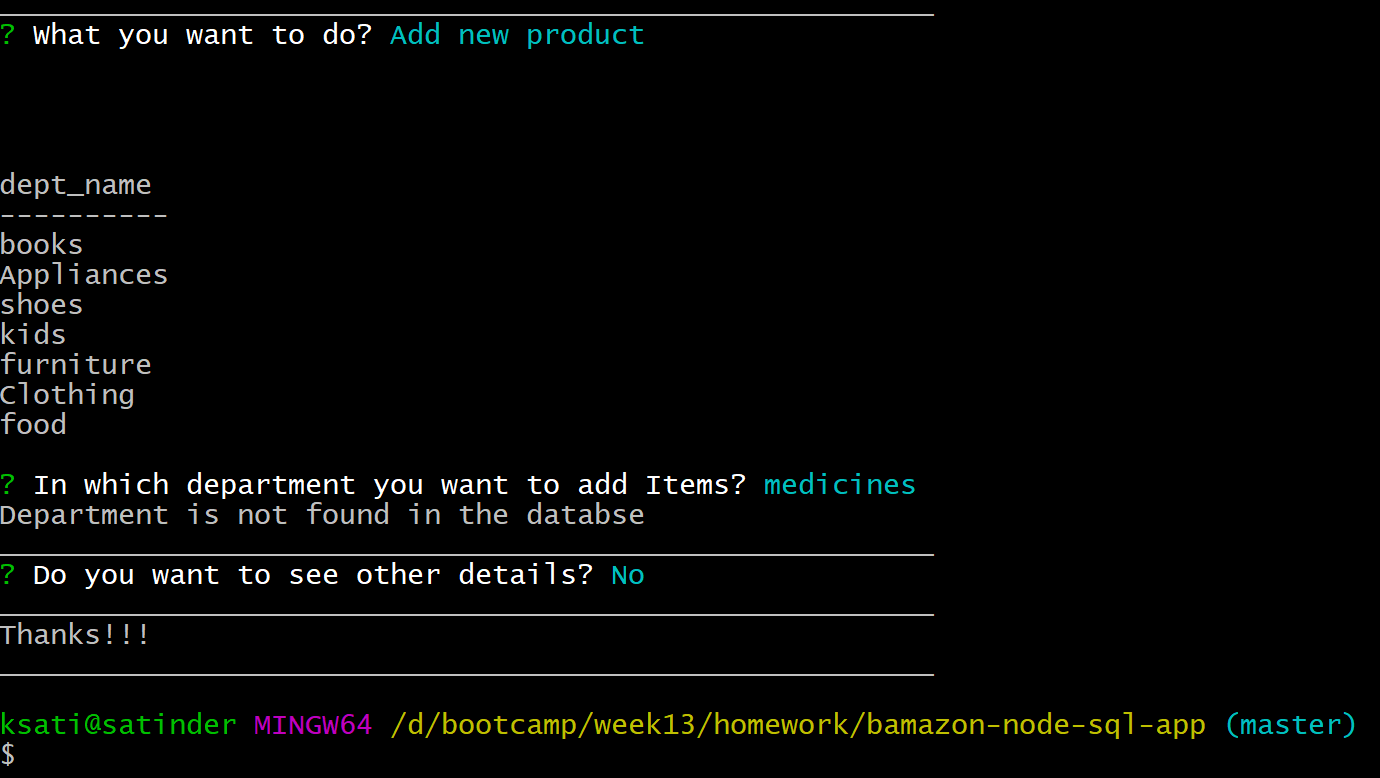 ? What you want to do? Add new product
dept_name
----------
books
Appliances
shoes
kids
furniture
Clothing
food
? In which department you want to add Items? medicines
Department is not found in the databse
? Do you want to see other details? No
Thanks!!!
ksati@satinder MINGW64 /d/bootcamp/week13/homework/bamazon-node-sql-app (master)
$